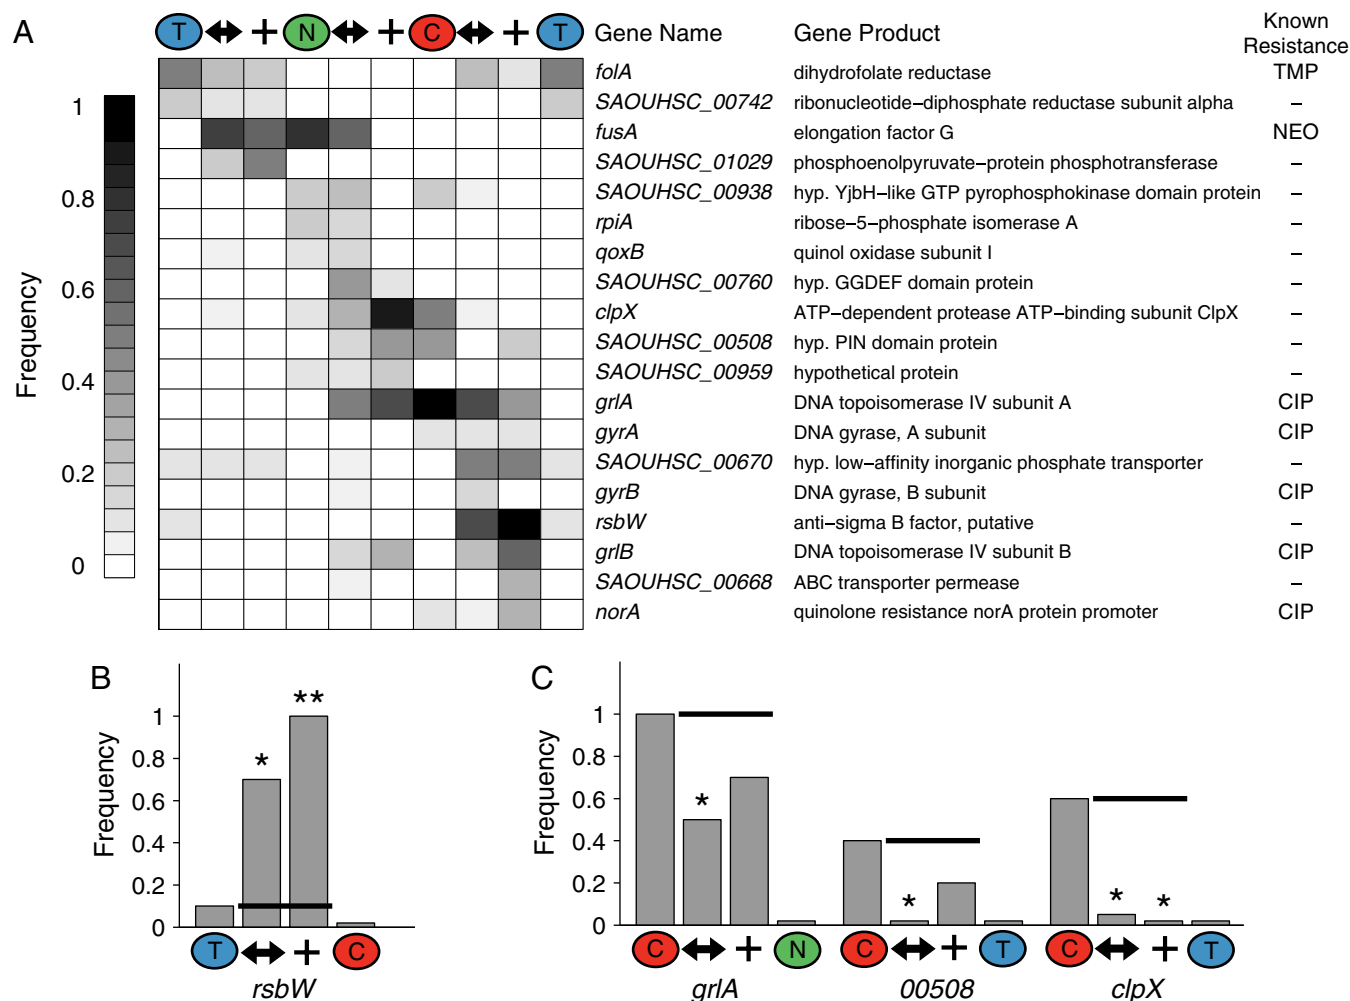 A
T + N + C + T
Gene Name Gene Product Known Resistance
folA dihydrofolate reductase TMP
SAOUHSC_00742 ribonucleotide−diphosphate reductase subunit alpha −
fusA elongation factor G NEO
SAOUHSC_01029 phosphoenolpyruvate−protein phosphotransferase −
SAOUHSC_00938 hyp. YjbH−like GTP pyrophosphokinase domain protein −
rpiA ribose−5−phosphate isomerase A −
qoxB quinol oxidase subunit I −
SAOUHSC_00760 hyp. GGDEF domain protein −
clpX ATP−dependent protease ATP−binding subunit ClpX −
SAOUHSC_00508 hyp. PIN domain protein −
SAOUHSC_00959 hypothetical protein −
grlA DNA topoisomerase IV subunit A CIP
gyrA DNA gyrase, A subunit CIP
SAOUHSC_00670 hyp. low−affinity inorganic phosphate transporter −
gyrB DNA gyrase, B subunit CIP
rsbW anti−sigma B factor, putative −
grlB DNA topoisomerase IV subunit B CIP
SAOUHSC_00668 ABC transporter permease −
norA quinolone resistance norA protein promoter CIP
Frequency
1
0.8
0.6
0.4
0.2
0
B
Frequency
1
0.8
0.6
0.4
0.2
0
* **
T + C
rsbW
C
Frequency
1
0.8
0.6
0.4
0.2
0
* * * *
C + N C + T C + T
grlA 00508 clpX